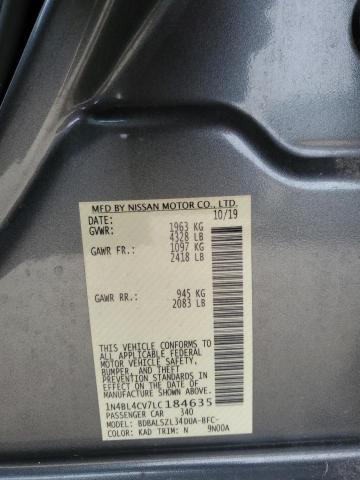 MFD BY NISSAN MOTOR CO., LTD.
DATE: 10/19
GVWR: 1963 KG
4328 LB
GAWR FR.: 1097 KG
2418 LB
GAWR RR.: 945 KG
2083 LB
THIS VEHICLE CONFORMS TO
ALL APPLICABLE FEDERAL
MOTOR VEHICLE SAFETY,
BUMPER, AND THEFT
PREVENTION STANDARDS IN
EFFECT ON THE DATE OF
MANUFACTURE SHOWN ABOVE.
1N4BL4CV7LC184635
PASSENGER CAR 340
MODEL: BDBALSZL34DUA-BFC-
COLOR: KAD TRIM: N 9N00A